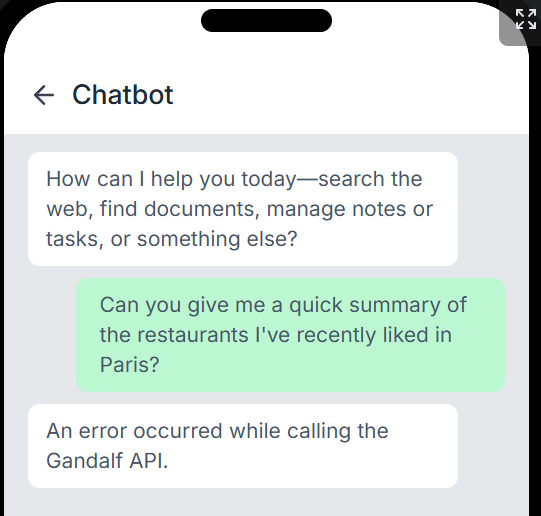 Chatbot
How can I help you today—search the
web, find documents, manage notes or
tasks, or something else?
Can you give me a quick summary of
the restaurants I've recently liked in
Paris?
An error occurred while calling the
Gandalf API.